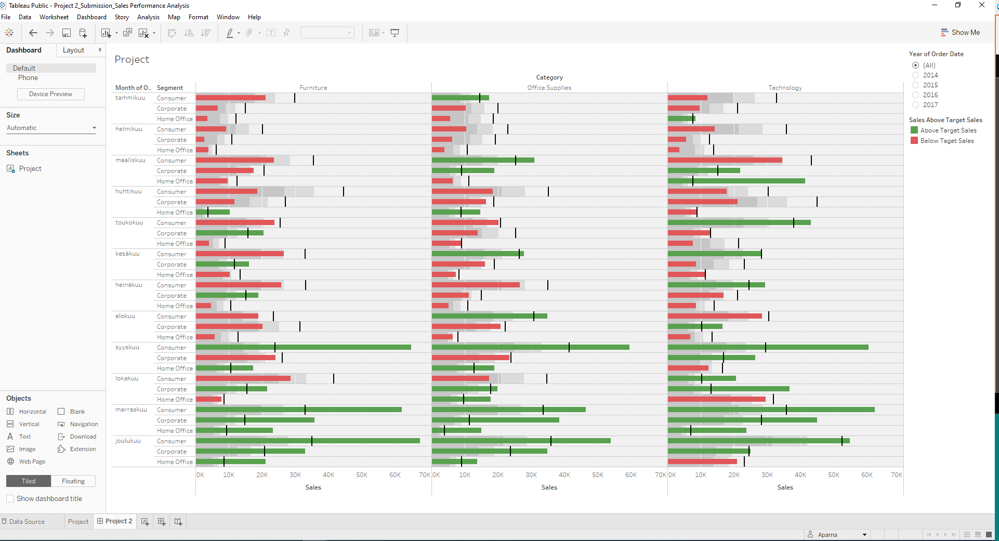 Tableau Public - Project 2_Submission_Sales Performance Analysis
File Data Worksheet Dashboard Story Analysis Map Format Window Help
Show Me
Dashboard Layout
Default
Phone
Device Preview
Size
Automatic
Sheets
Project
Objects
Horizontal Blank
Vertical Navigation
Text Download
Image Extension
Web Page
Tiled Floating
Show dashboard title
Project
Category
Month of O.. Segment Furniture Office Supplies Technology
tammikuu Consumer
Corporate
Home Office
helmikuu Consumer
Corporate
Home Office
maaliskuu Consumer
Corporate
Home Office
huhtikuu Consumer
Corporate
Home Office
toukokuu Consumer
Corporate
Home Office
kesäkuu Consumer
Corporate
Home Office
heinäkuu Consumer
Corporate
Home Office
elokuu Consumer
Corporate
Home Office
syyskuu Consumer
Corporate
Home Office
lokakuu Consumer
Corporate
Home Office
marraskuu Consumer
Corporate
Home Office
joulukuu Consumer
Corporate
Home Office
0K 10K 20K 30K 40K 50K 60K 70K 0K 10K 20K 30K 40K 50K 60K 70K 0K 10K 20K 30K 40K 50K 60K 70K
Sales Sales Sales
Year of Order Date
(All)
2014
2015
2016
2017
Sales Above Target Sales
Above Target Sales
Below Taget Sales
Data Source Project Project 2
Aparna